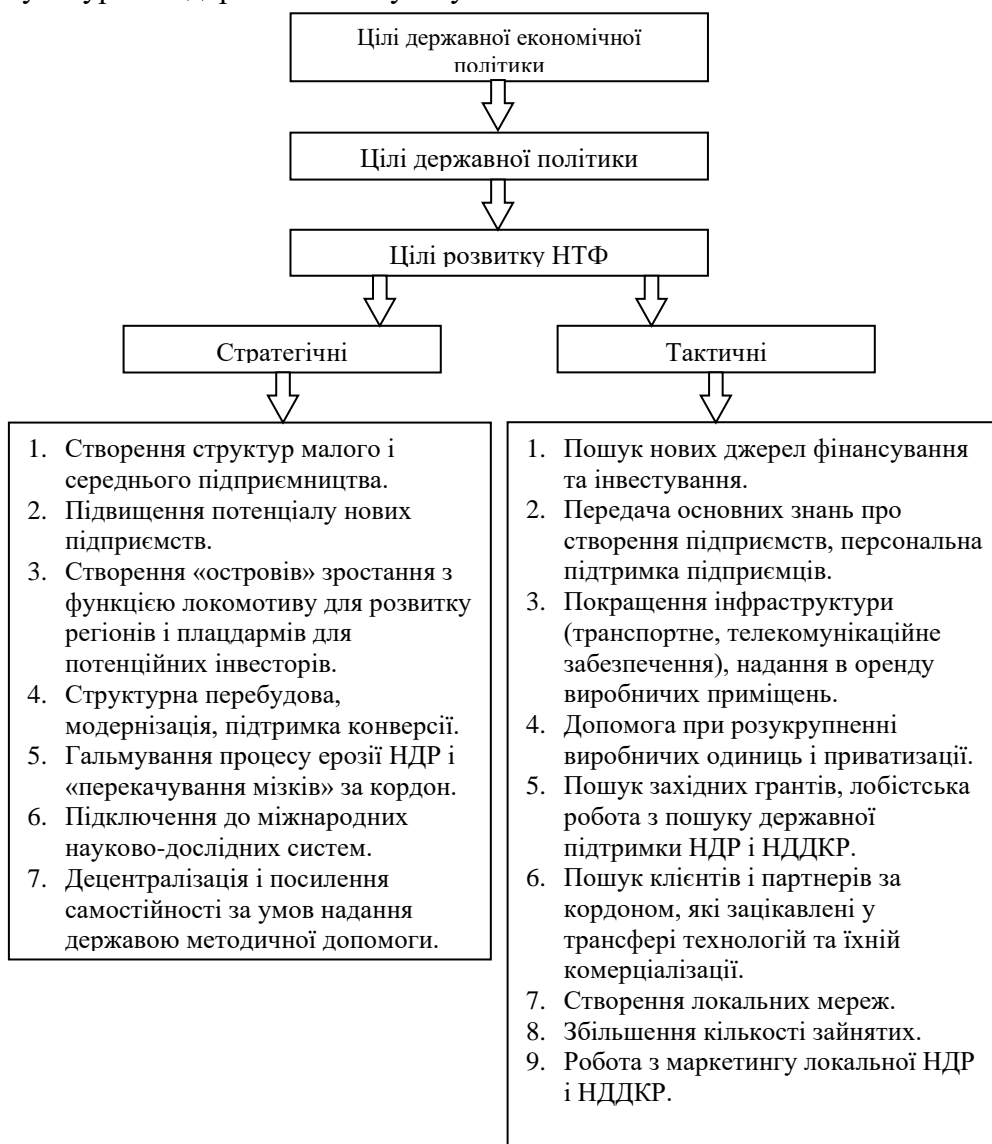 Цілі державної економічної
політики
Цілі державної політики
Цілі розвитку НТФ
Стратегічні
Тактичні
1. Створення структур малого і
середнього підприємництва.
2. Підвищення потенціалу нових
підприємств.
3. Створення «островів» зростання з
функцією локомотиву для розвитку
регіонів і плацдармів для
потенційних інвесторів.
4. Структурна перебудова,
модернізація, підтримка конверсії.
5. Гальмування процесу ерозії НДР і
«перекачування мізків» за кордон.
6. Підключення до міжнародних
науково-дослідних систем.
7. Децентралізація і посилення
самостійності за умов надання
державою методичної допомоги.
1. Пошук нових джерел фінансування
та інвестування.
2. Передача основних знань про
створення підприємств, персональна
підтримка підприємців.
3. Покращення інфраструктури
(транспортне, телекомунікаційне
забезпечення), надання в оренду
виробничих приміщень.
4. Допомога при розукрупненні
виробничих одиниць і приватизації.
5. Пошук західних грантів, лобістська
робота з пошуку державної
підтримки НДР і НДДКР.
6. Пошук клієнтів і партнерів за
кордоном, які зацікавлені у
трансфері технологій та їхній
комерціалізації.
7. Створення локальних мереж.
8. Збільшення кількості зайнятих.
9. Робота з маркетингу локальної НДР
і НДДКР.